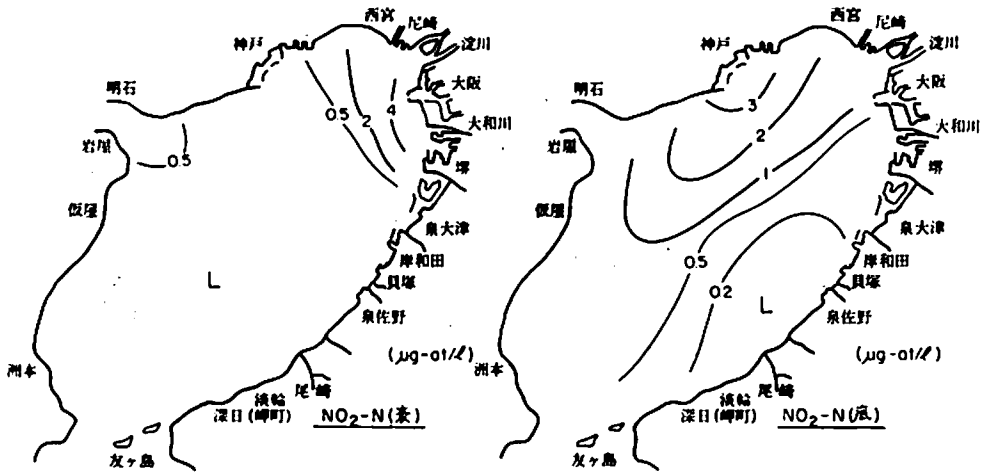 西宮
尼崎
神戸
淀川
明石
大阪
大和川
岩屋
0.5
2
4
0.5
堺
仮屋
泉大津
岸和田
L
貝塚
泉佐野
(μg-at/ℓ)
洲本
尾崎
淡輪
深日(岬町)
NO₂-N(表)
友ヶ島
西宮
尼崎
神戸
淀川
明石
大阪
3
2
大和川
岩屋
堺
1
仮屋
泉大津
岸和田
0.5
0.2
貝塚
L
泉佐野
(μg-at/ℓ)
洲本
尾崎
淡輪
深日(岬町)
NO₂-N(底)
友ヶ島